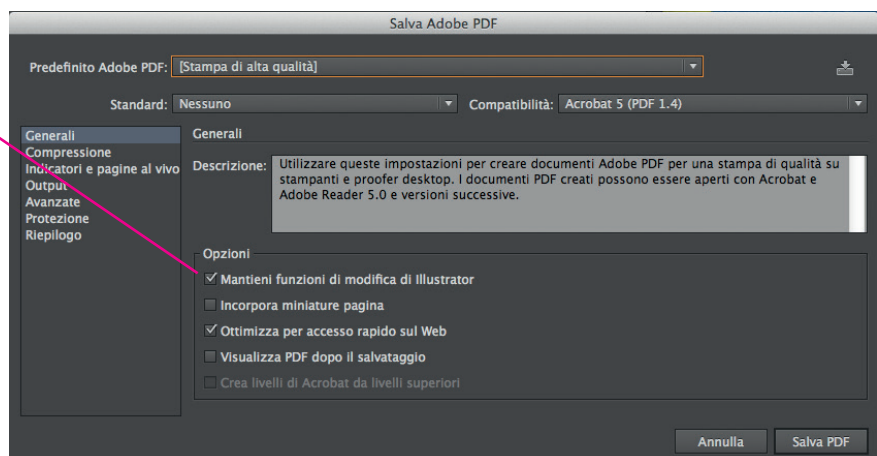 Salva Adobe PDF
Predefinito Adobe PDF: [Stampa di alta qualità]
Standard: Nessuno Compatibilità: Acrobat 5 (PDF 1.4)
Generali
Compressione
Indicatori e pagine al vivo
Output
Avanzate
Protezione
Riepilogo
Generali
Descrizione: Utilizzare queste impostazioni per creare documenti Adobe PDF per una stampa di qualità su
stampanti e proofer desktop. I documenti PDF creati possono essere aperti con Acrobat e
Adobe Reader 5.0 e versioni successive.
Opzioni
Mantieni funzioni di modifica di Illustrator
Incorpora miniature pagina
Ottimizza per accesso rapido sul Web
Visualizza PDF dopo il salvataggio
Crea livelli di Acrobat da livelli superiori
Annulla Salva PDF